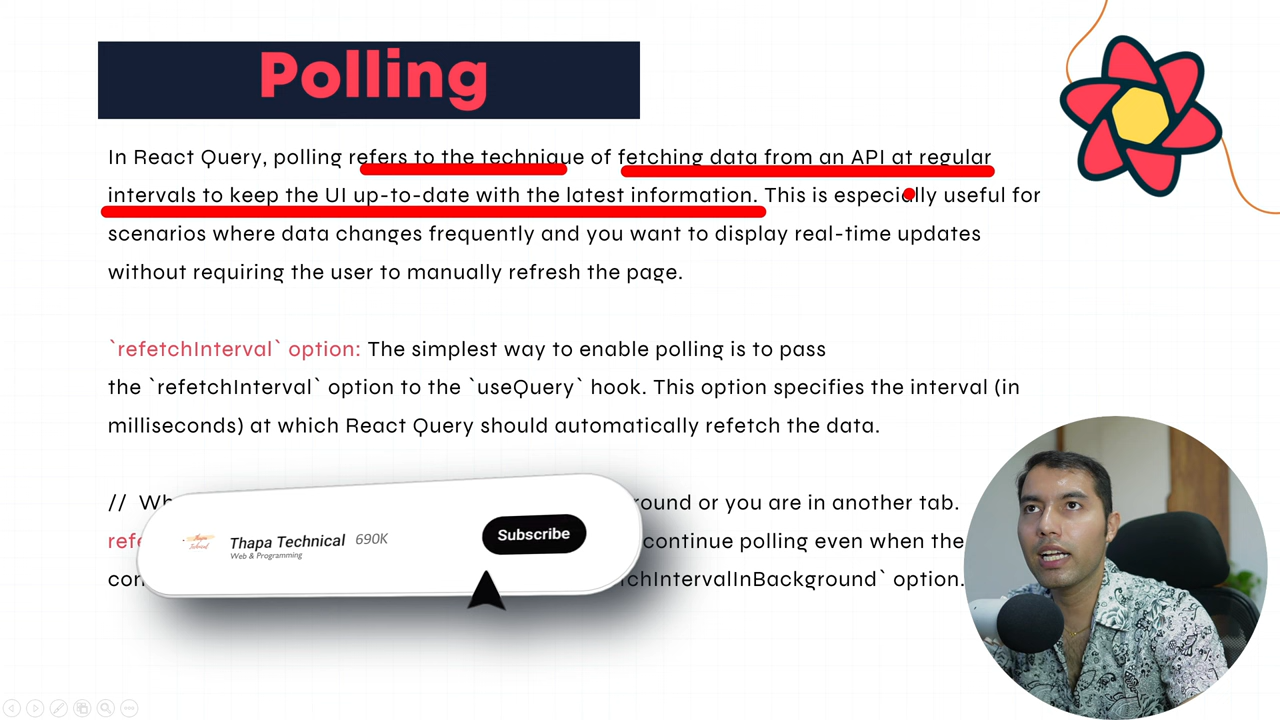 Polling
In React Query, polling refers to the technique of fetching data from an API at regular
intervals to keep the UI up-to-date with the latest information. This is especially useful for
scenarios where data changes frequently and you want to display real-time updates
without requiring the user to manually refresh the page.
`refetchInterval` option: The simplest way to enable polling is to pass
the `refetchInterval` option to the `useQuery` hook. This option specifies the interval (in
milliseconds) at which React Query should automatically refetch the data.
// or you are in another tab.
continue polling even when the
option.
Thapa Technical 690K
Web & Programming
Subscribe